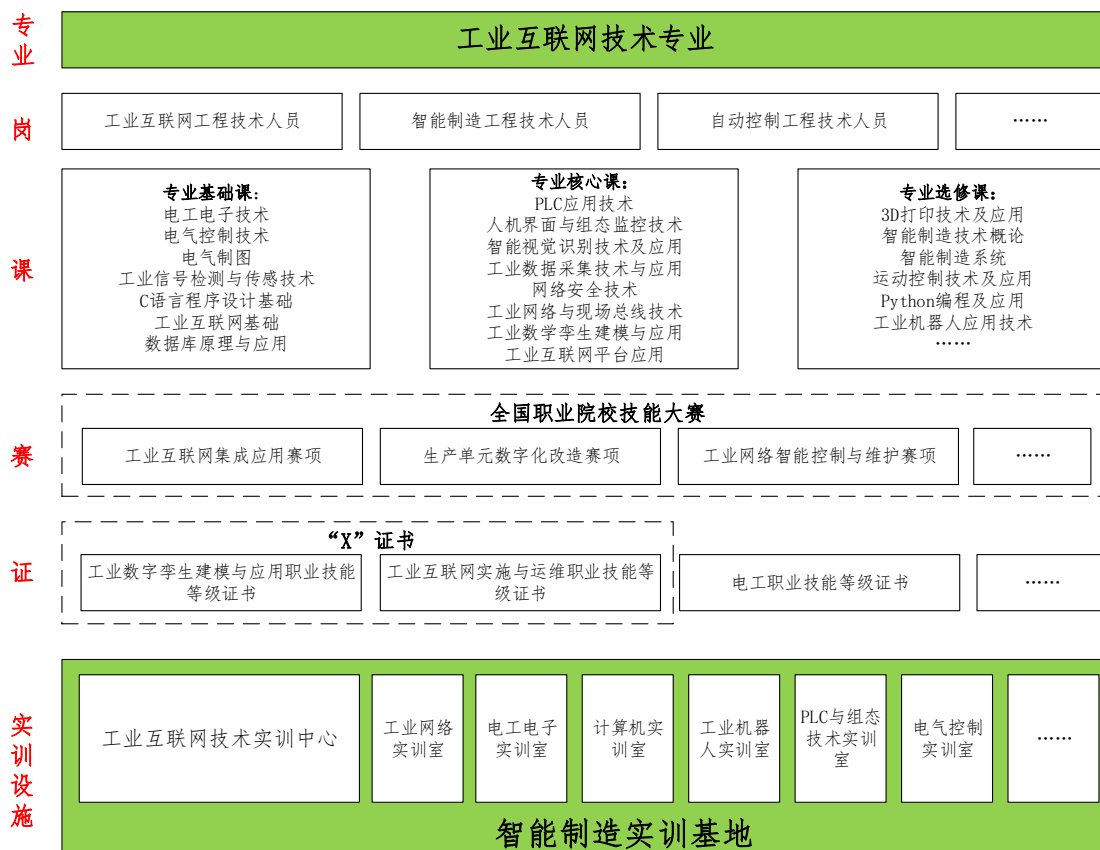 专业
工业互联网技术专业
岗
工业互联网工程技术人员
智能制造工程技术人员
自动控制工程技术人员
……
课
专业基础课:
电工电子技术
电气控制技术
电气制图
工业信号检测与传感技术
C语言程序设计基础
工业互联网基础
数据库原理与应用
专业核心课:
PLC应用技术
人机界面与组态监控技术
智能视觉识别技术及应用
工业数据采集技术与应用
网络安全技术
工业网络与现场总线技术
工业数学孪生建模与应用
工业互联网平台应用
专业选修课:
3D打印技术及应用
智能制造技术概论
智能制造系统
运动控制技术及应用
Python编程及应用
工业机器人应用技术
……
赛
全国职业院校技能大赛
工业互联网集成应用赛项
生产单元数字化改造赛项
工业网络智能控制与维护赛项
……
证
“X”证书
工业数字孪生建模与应用职业技能
等级证书
工业互联网实施与运维职业技能等
级证书
电工职业技能等级证书
……
实训设施
工业互联网技术实训中心
工业网络
实训室
电工电子
实训室
计算机实
训室
工业机器
人实训室
PLC与组态
技术实训
室
电气控制
实训室
……
智能制造实训基地